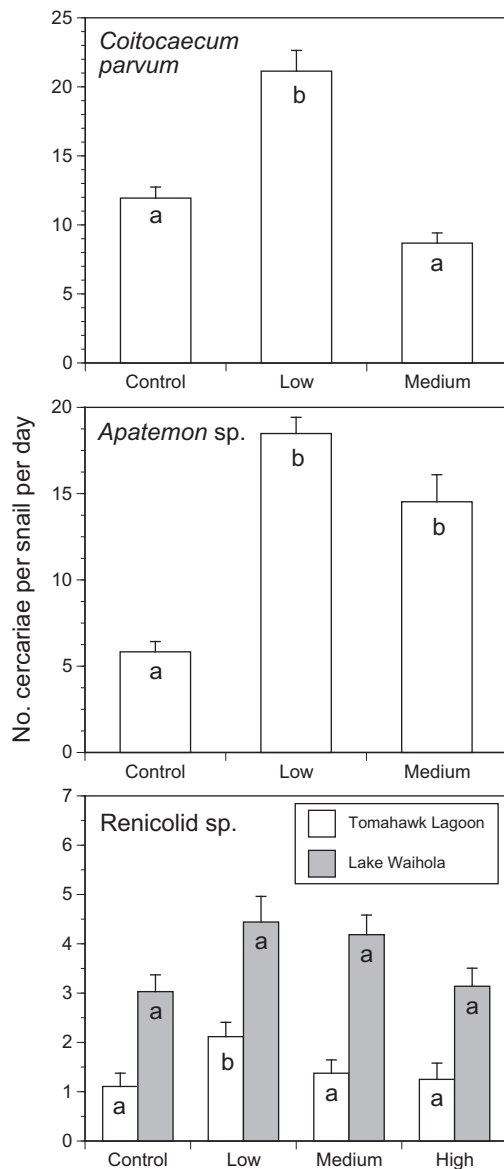 No. cercariae per snail per day
25
Coitocaecum
parvum
20
15
10
5
0
a
b
a
Control Low Medium
20
Apatemon sp.
15
10
5
0
a
b
b
Control Low Medium
7
Renicolid sp.
Tomahawk Lagoon
Lake Waihola
6
5
4
3
2
1
0
a a b a a a a a
Control Low Medium High